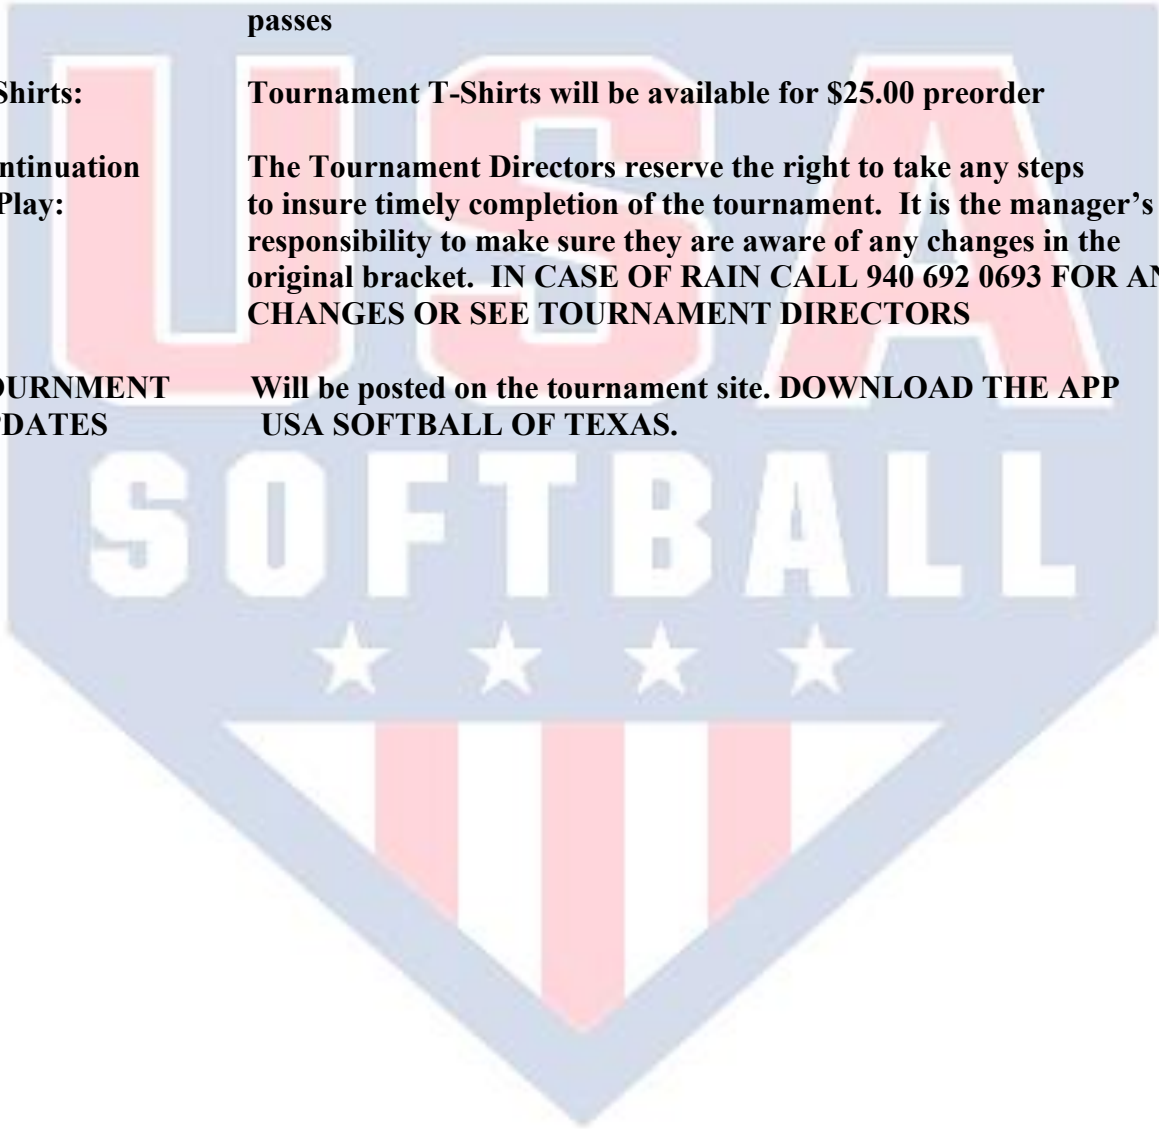 passes
Shirts: Tournament T-Shirts will be available for $25.00 preorder
ntinuation The Tournament Directors reserve the right to take any steps
Play: to insure timely completion of the tournament. It is the manager's
responsibility to make sure they are aware of any changes in the
original bracket. IN CASE OF RAIN CALL 940 692 0693 FOR AN
CHANGES OR SEE TOURNAMENT DIRECTORS
OURNMENT Will be posted on the tournament site. DOWNLOAD THE APP
PDATES USA SOFTBALL OF TEXAS.
USA
SOFTBALL